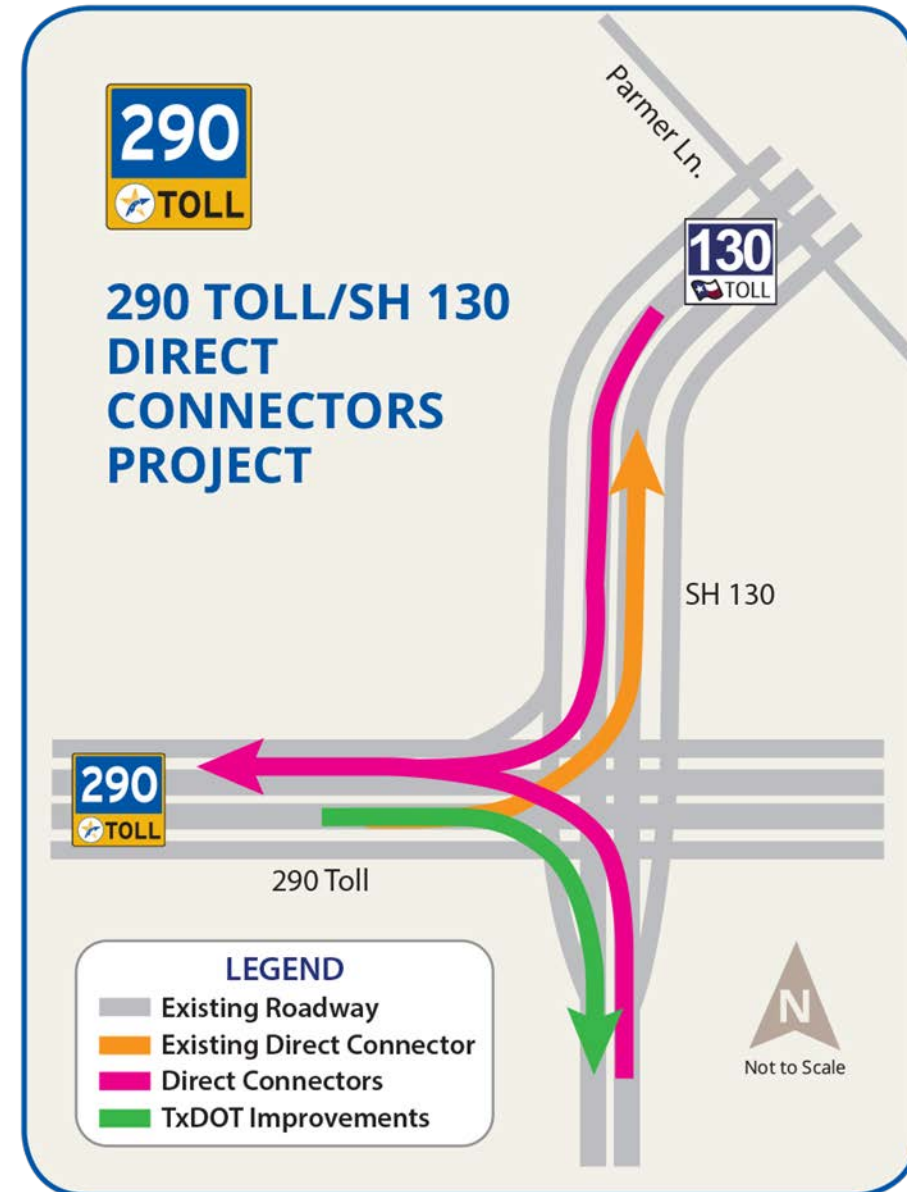 290
TOLL
290 TOLL/SH 130
DIRECT
CONNECTORS
PROJECT
Parmer Ln.
130
TOLL
SH 130
290
TOLL
290 Toll
LEGEND
Existing Roadway
Existing Direct Connector
Direct Connectors
TxDOT Improvements
N
Not to Scale